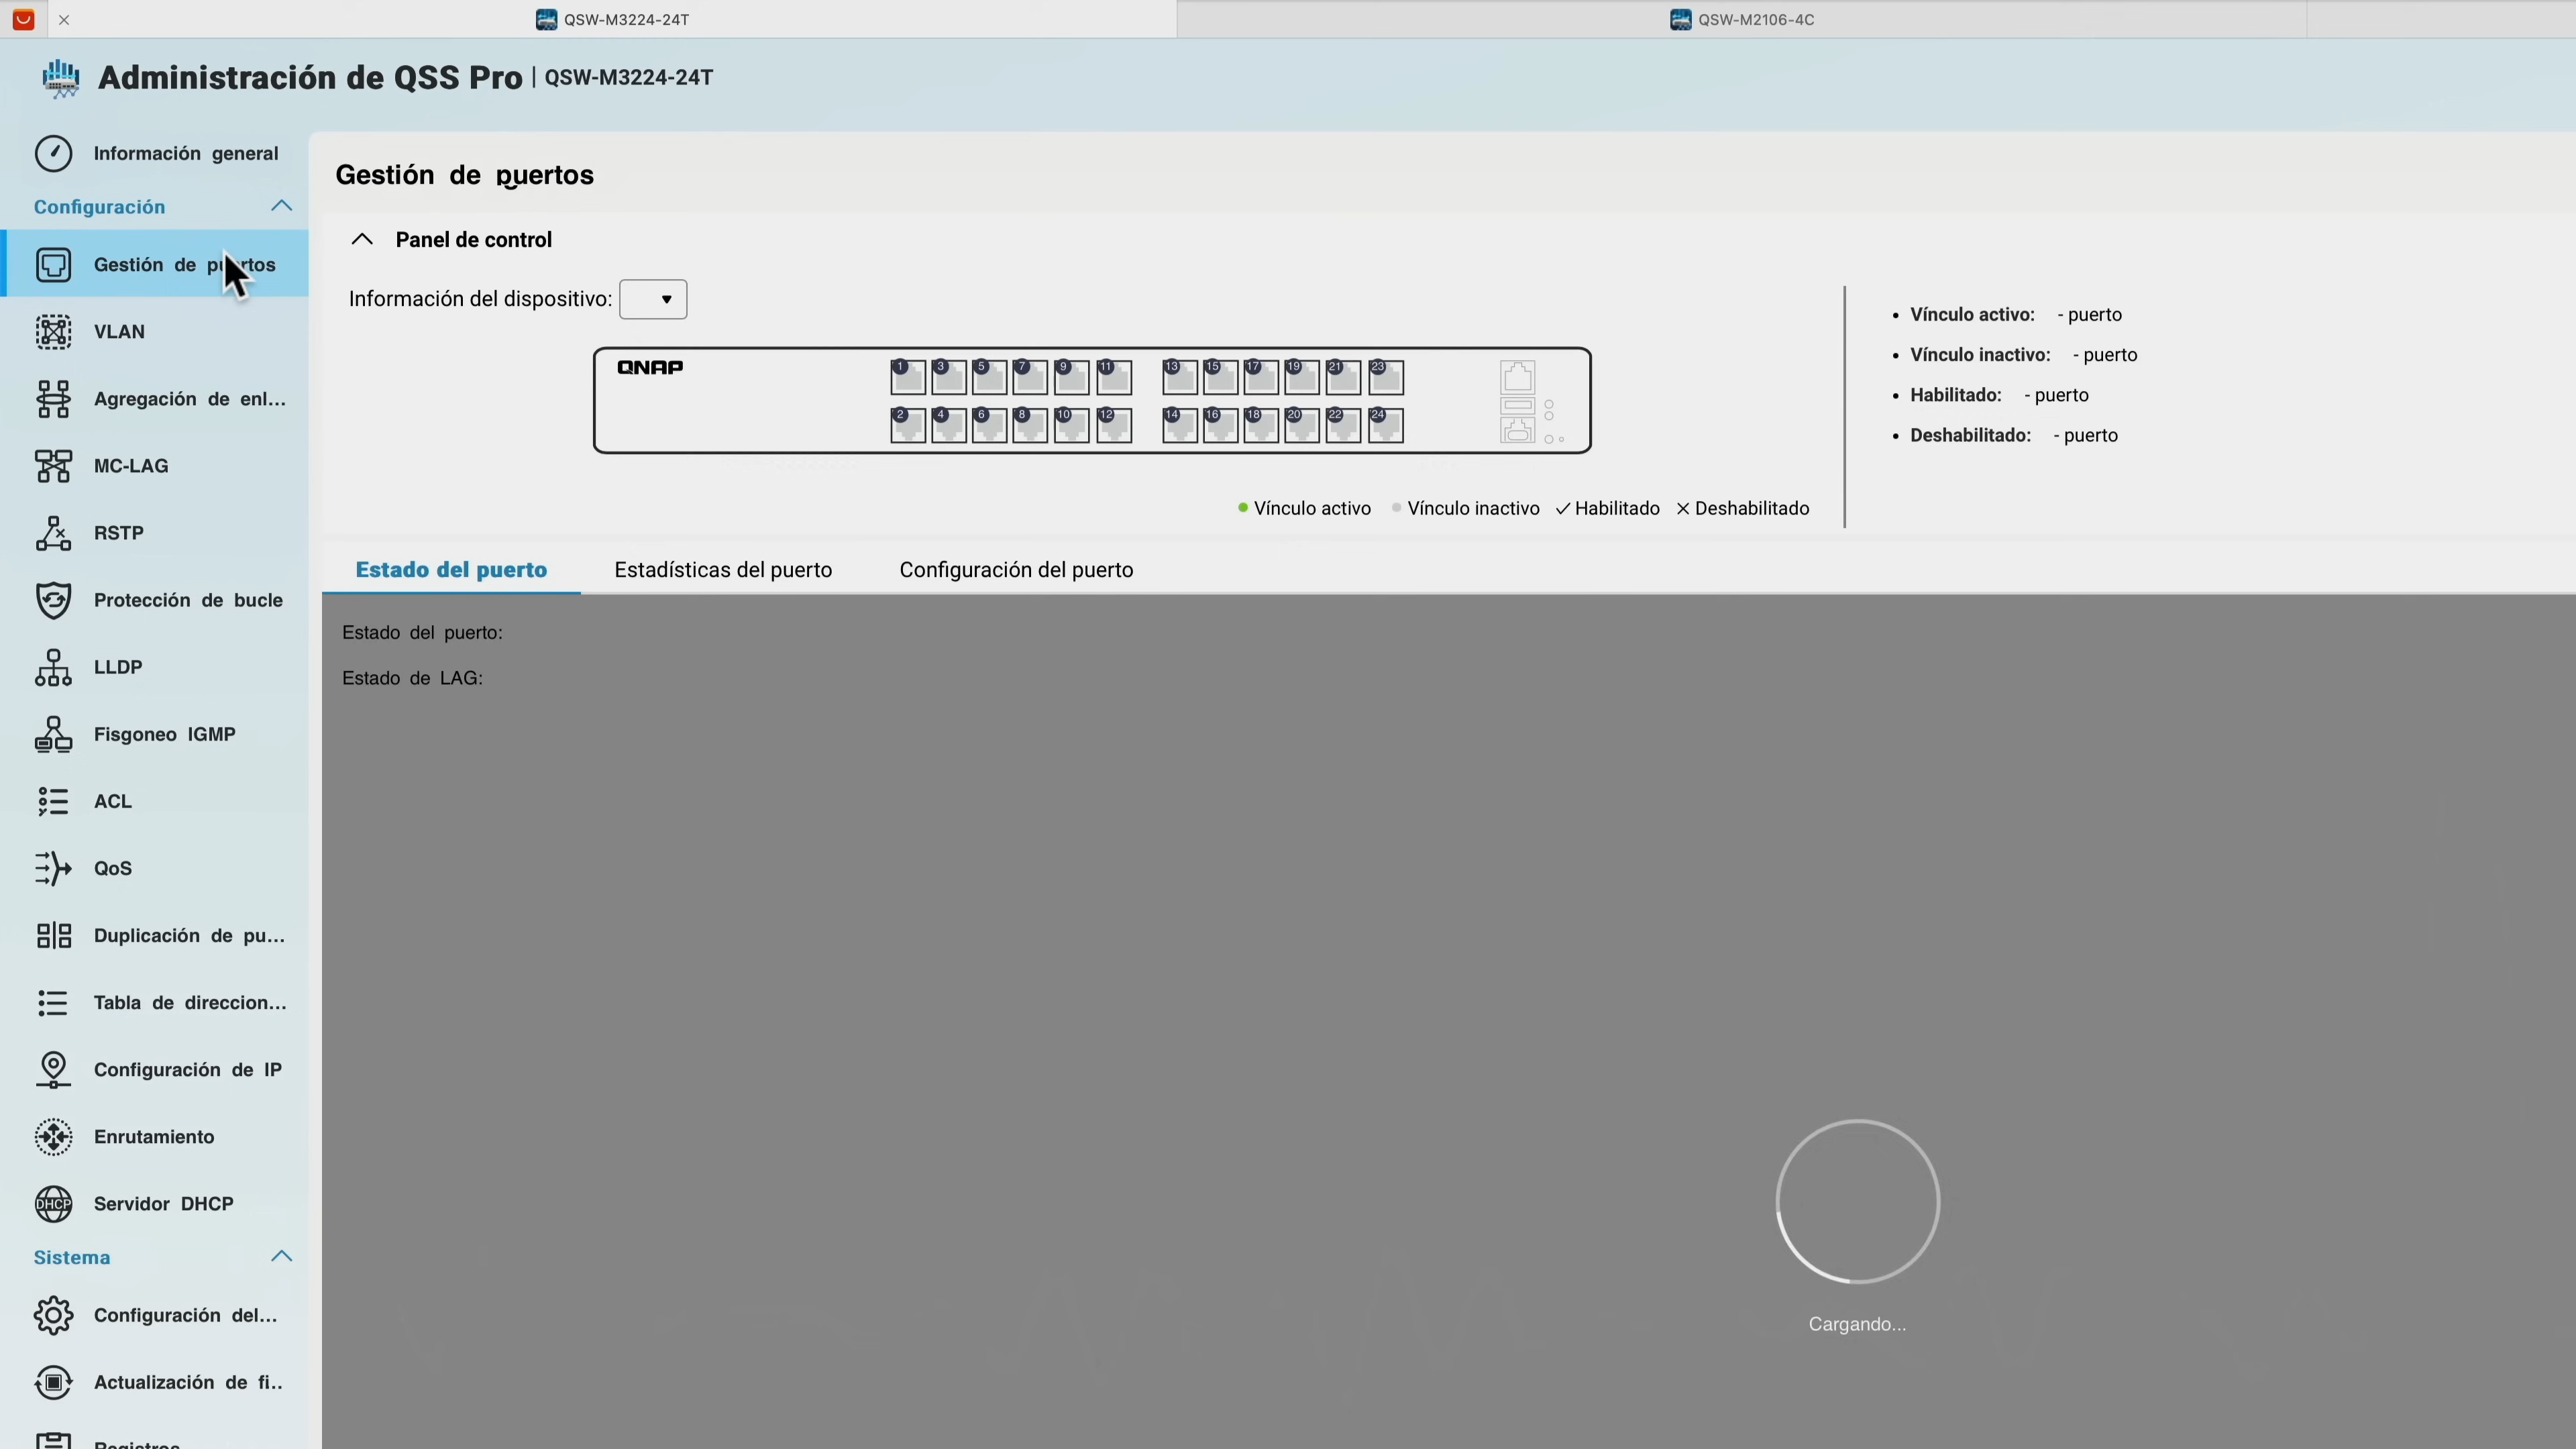 QSW-M3224-24T
QSW-M2106-4C
Administración de QSS Pro | QSW-M3224-24T
Información general
Configuración
Gestión de puertos
VLAN
Agregación de enl...
MC-LAG
RSTP
Protección de bucle
LLDP
Fisgoneo IGMP
ACL
QoS
Duplicación de pu...
Tabla de direccion...
Configuración de IP
Enrutamiento
DHCP
Servidor DHCP
Sistema
Configuración del...
Actualización de fi...
Registros
Gestión de puertos
Panel de control
Información del dispositivo:
QNAP
1 3 5 7 9 11 13 15 17 19 21 23
2 4 6 8 10 12 14 16 18 20 22 24
Vínculo activo Vínculo inactivo Habilitado Deshabilitado
Vínculo activo: - puerto
Vínculo inactivo: - puerto
Habilitado: - puerto
Deshabilitado: - puerto
Estado del puerto Estadísticas del puerto Configuración del puerto
Estado del puerto:
Estado de LAG:
Cargando...